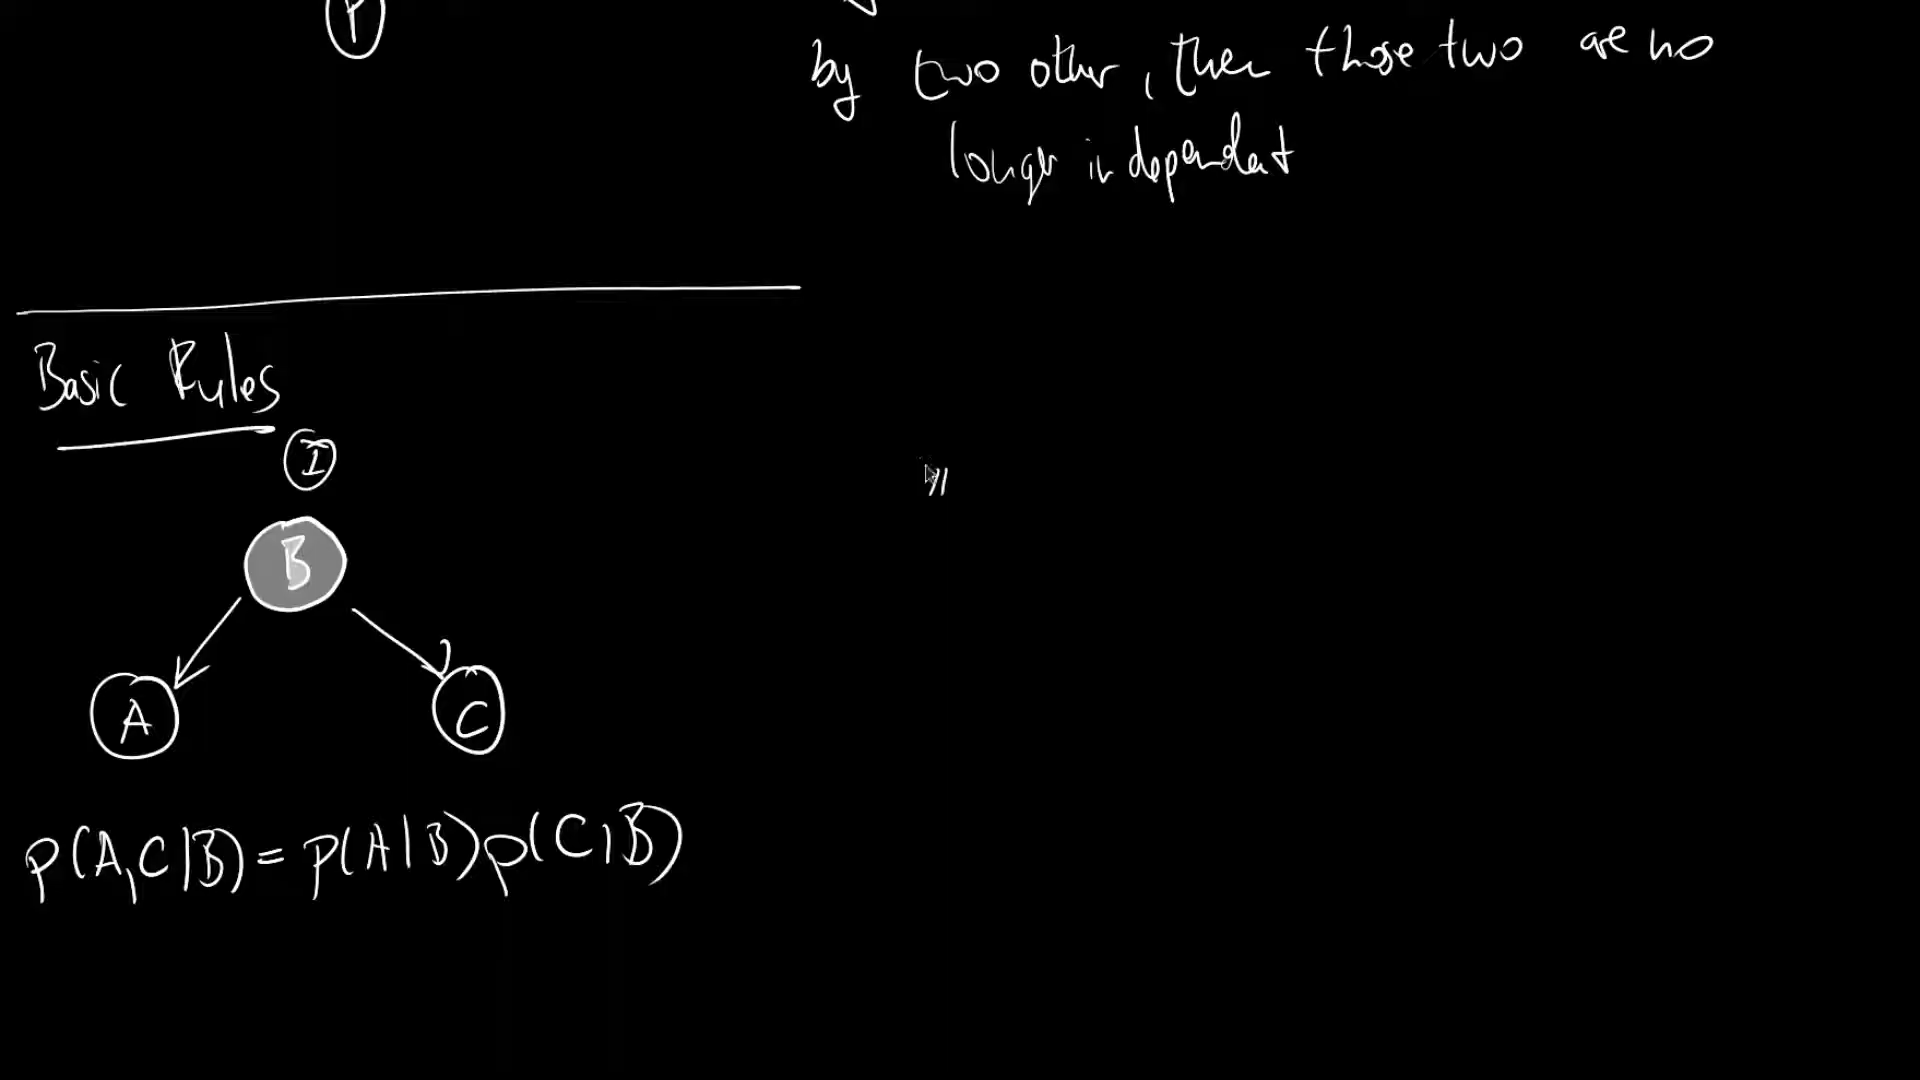 P
by two other, then those two are no
longer independent
Basic Rules
I
B
A
C
p(A,C|B) = p(A|B)p(C|B)